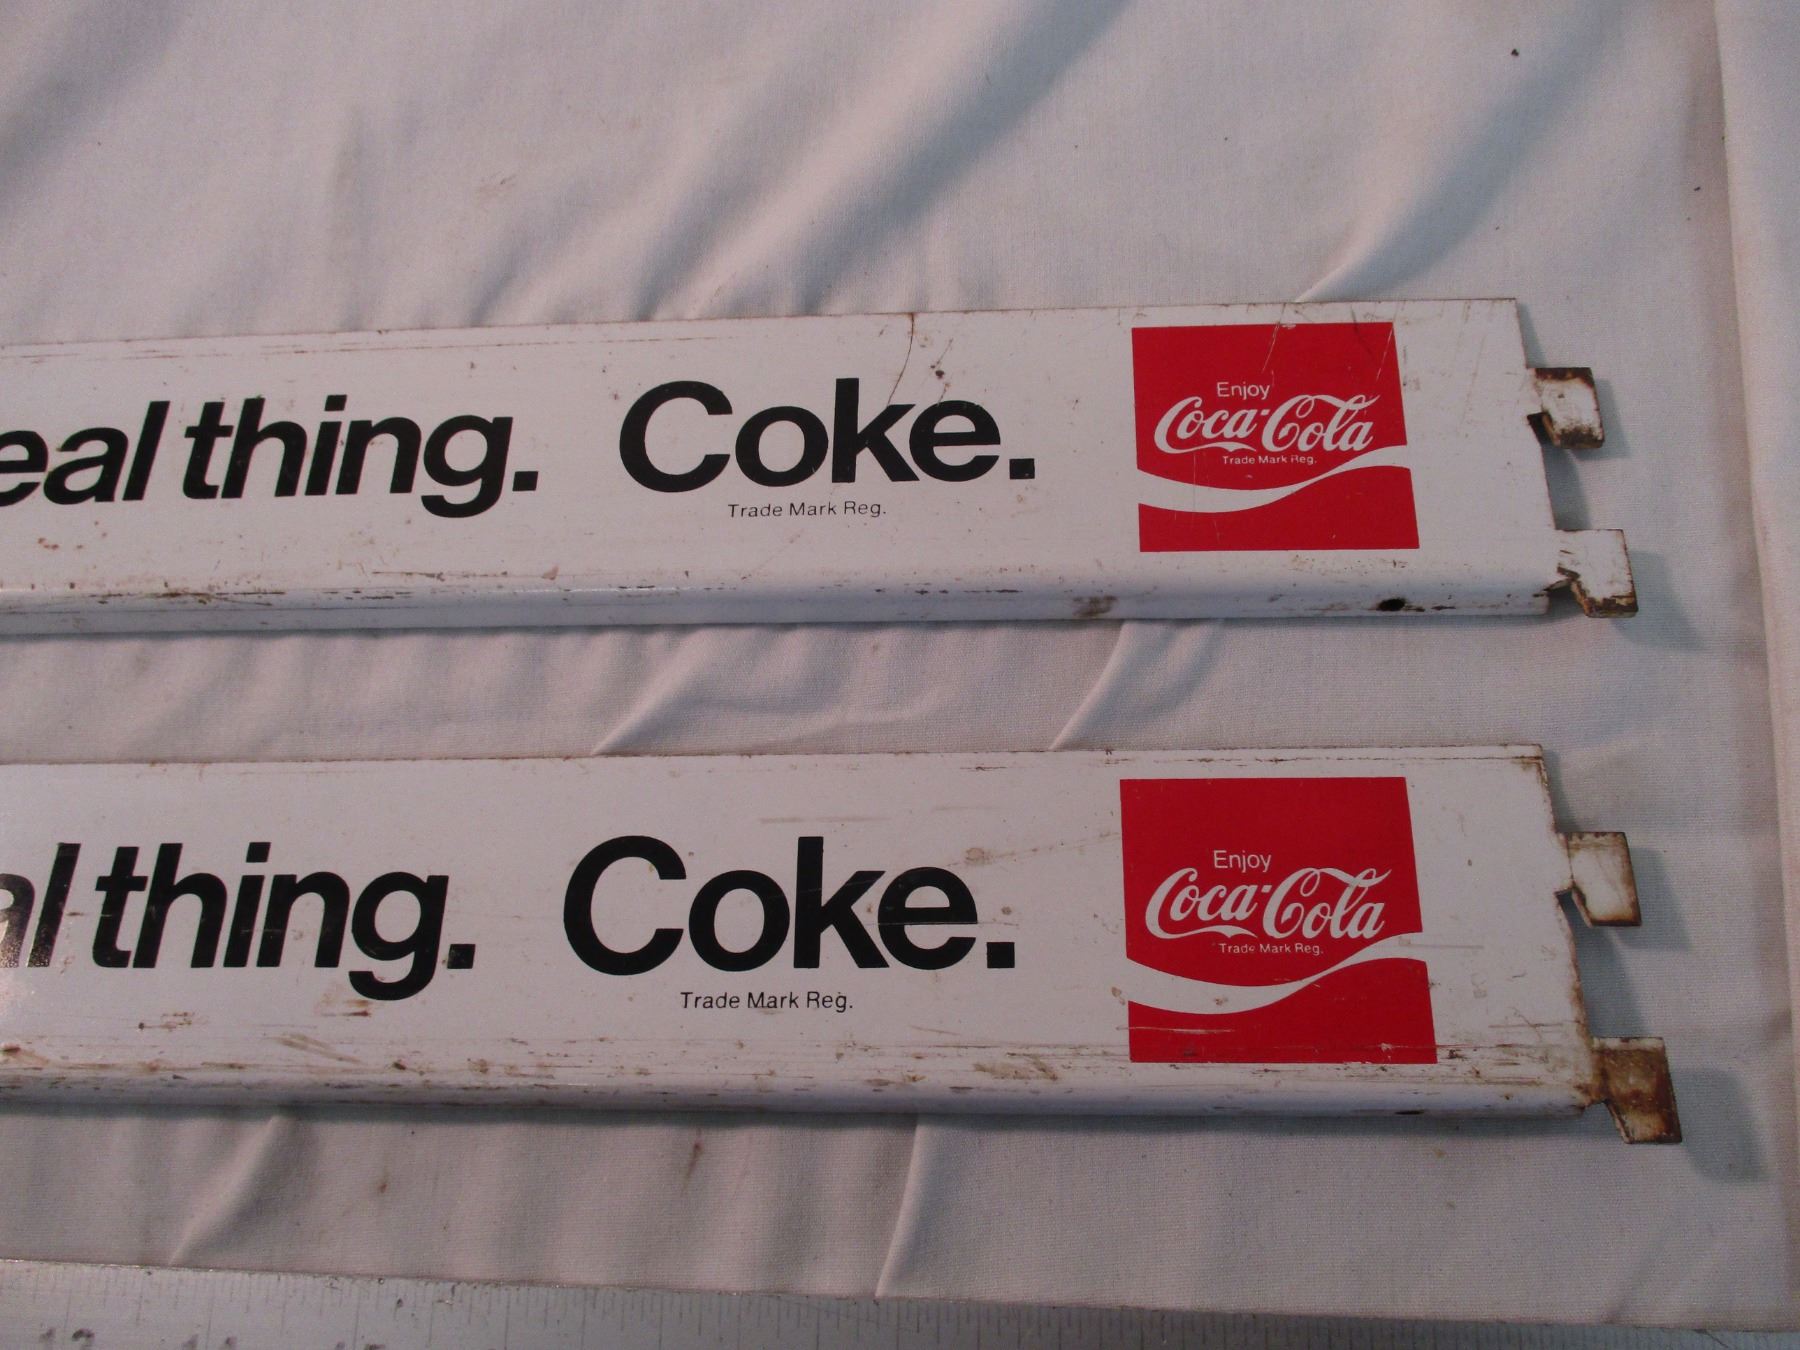 eal thing. Coke.
Trade Mark Reg.
Enjoy
Coca-Cola
Trade Mark Reg.
al thing. Coke.
Trade Mark Reg.
Enjoy
Coca-Cola
Trade Mark Reg.